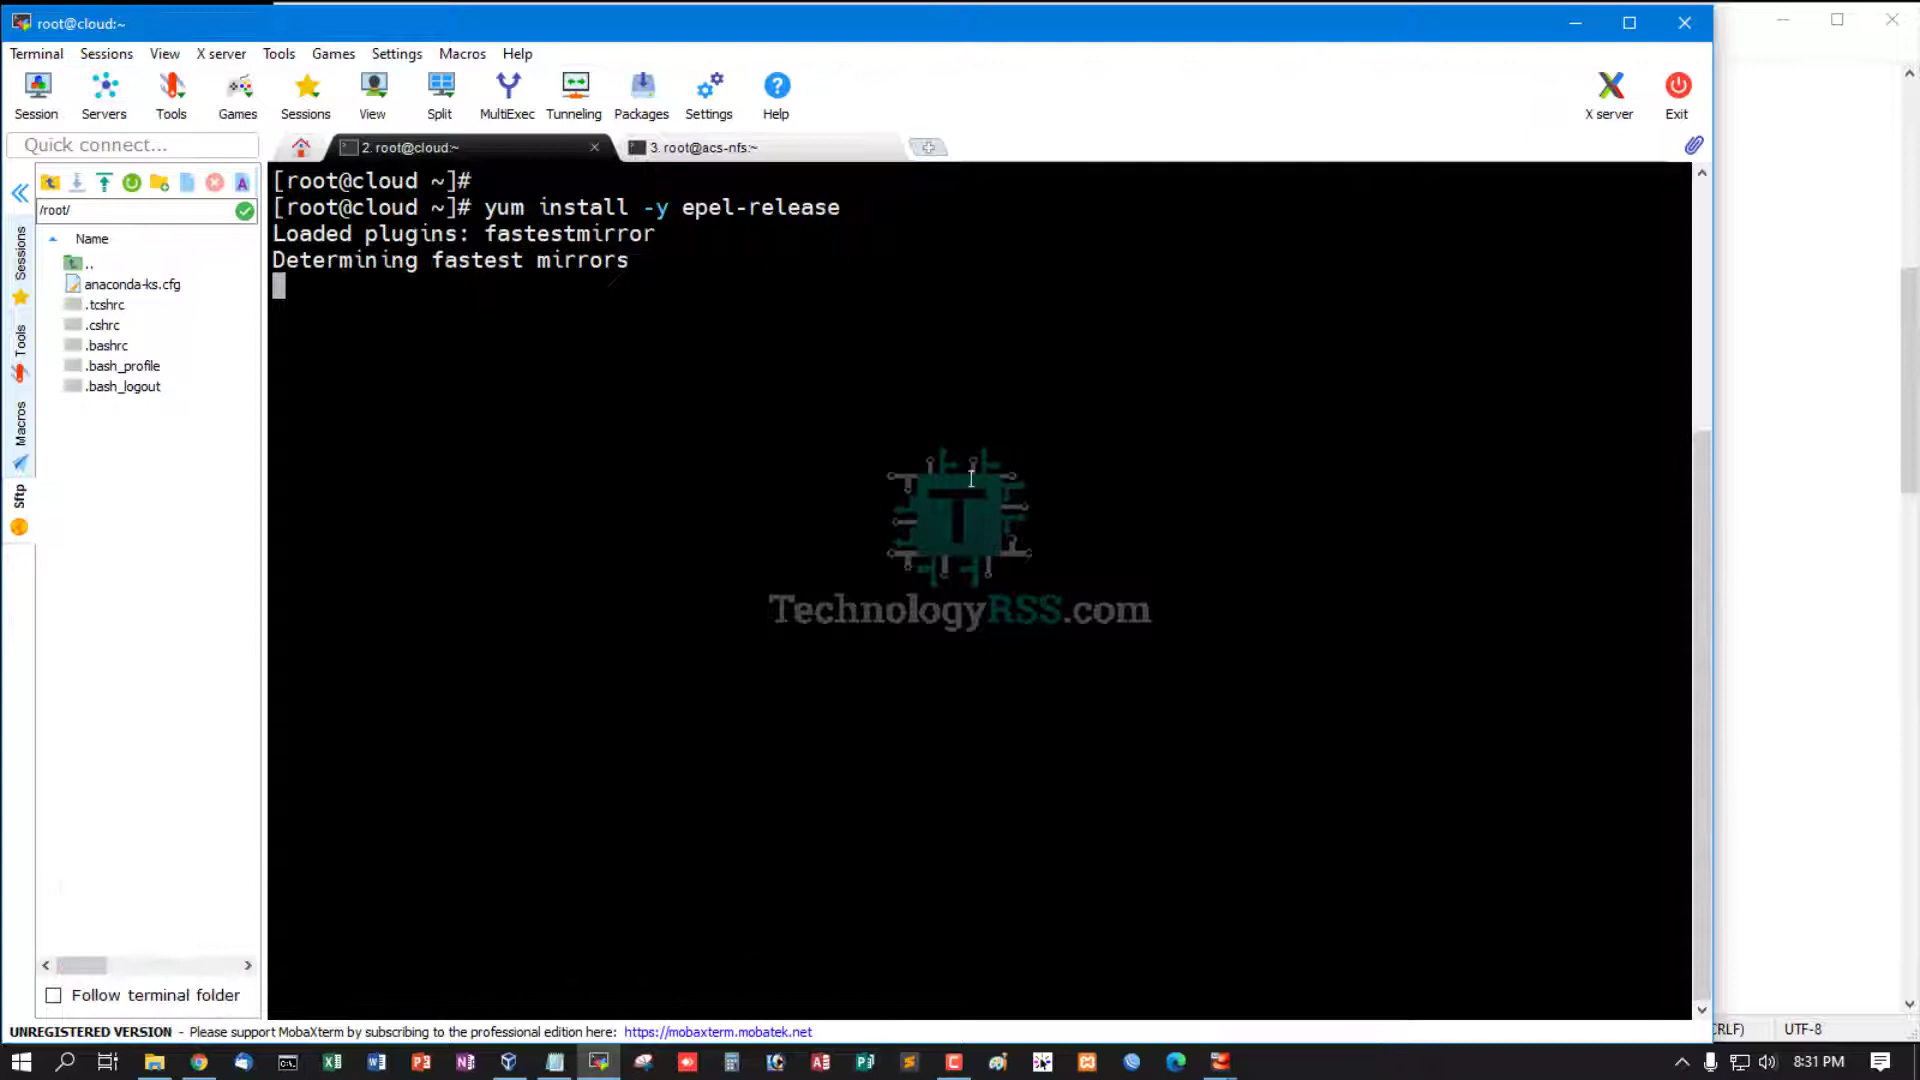 root@cloud:~
Terminal Sessions View X server Tools Games Settings Macros Help
Session Servers Tools Games Sessions View Split MultiExec Tunneling Packages Settings Help X server Exit
Quick connect...
2. root@cloud:~
3. root@acs-nfs:~
/root/
Name
..
anaconda-ks.cfg
.tcshrc
.cshrc
.bashrc
.bash_profile
.bash_logout
Sessions
Tools
Macros
Sftp
[root@cloud ~]#
[root@cloud ~]# yum install -y epel-release
Loaded plugins: fastestmirror
Determining fastest mirrors
T
TechnologyRSS.com
Follow terminal folder
UNREGISTERED VERSION - Please support MobaXterm by subscribing to the professional edition here: https://mobaxterm.mobatek.net
CRLF) UTF-8
8:31 PM